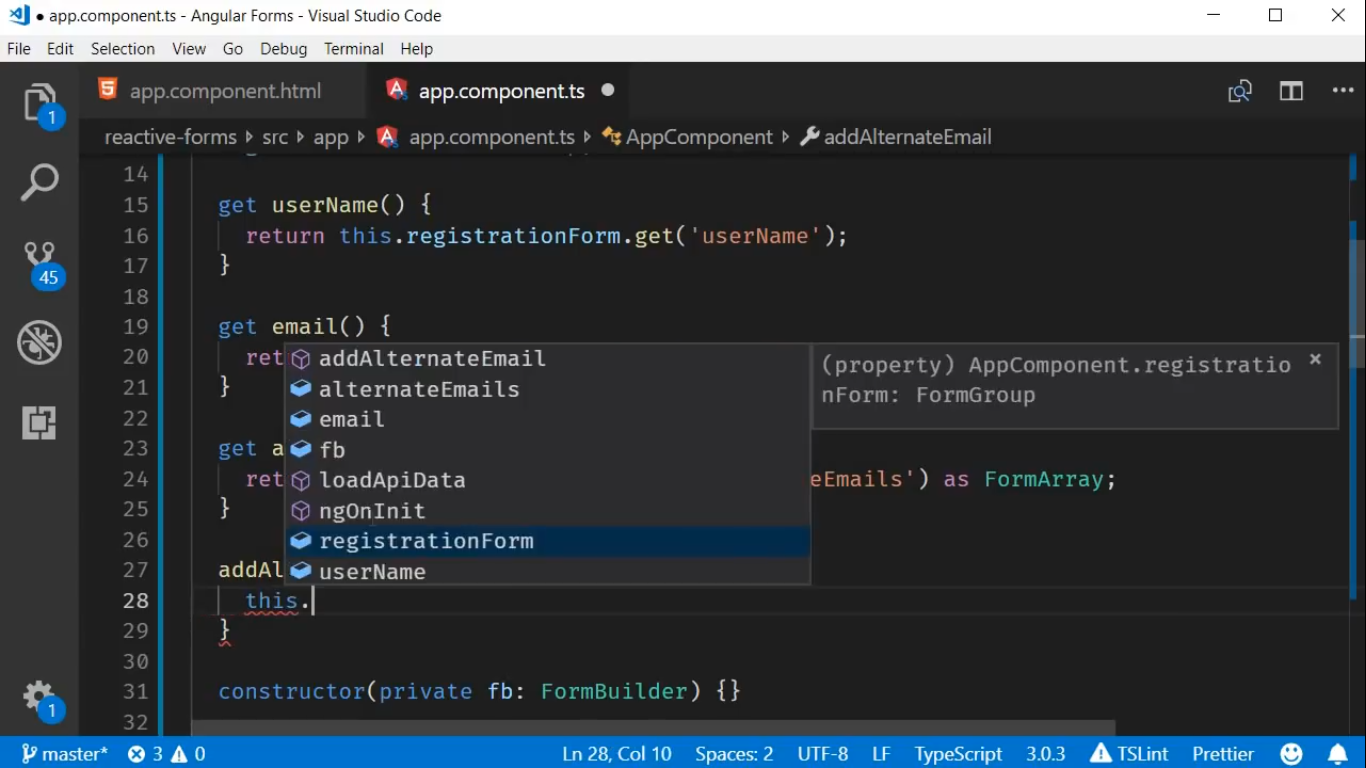 app.component.ts - Angular Forms - Visual Studio Code
File Edit Selection View Go Debug Terminal Help
app.component.html app.component.ts
reactive-forms src app app.component.ts AppComponent addAlternateEmail
1
45
1
14
15 get userName() {
16 return this.registrationForm.get('userName');
17 }
18
19 get email() {
20 ret
21 }
22
23 get a
24 ret eEmails') as FormArray;
25 }
26
27 addAl
28 this.
29 }
30
31 constructor(private fb: FormBuilder) {}
32
addAlternateEmail
alternateEmails
email
fb
loadApiData
ngOnInit
registrationForm
userName
(property) AppComponent.registratio
nForm: FormGroup
master* 3 0 Ln 28, Col 10 Spaces: 2 UTF-8 LF TypeScript 3.0.3 TSLint Prettier